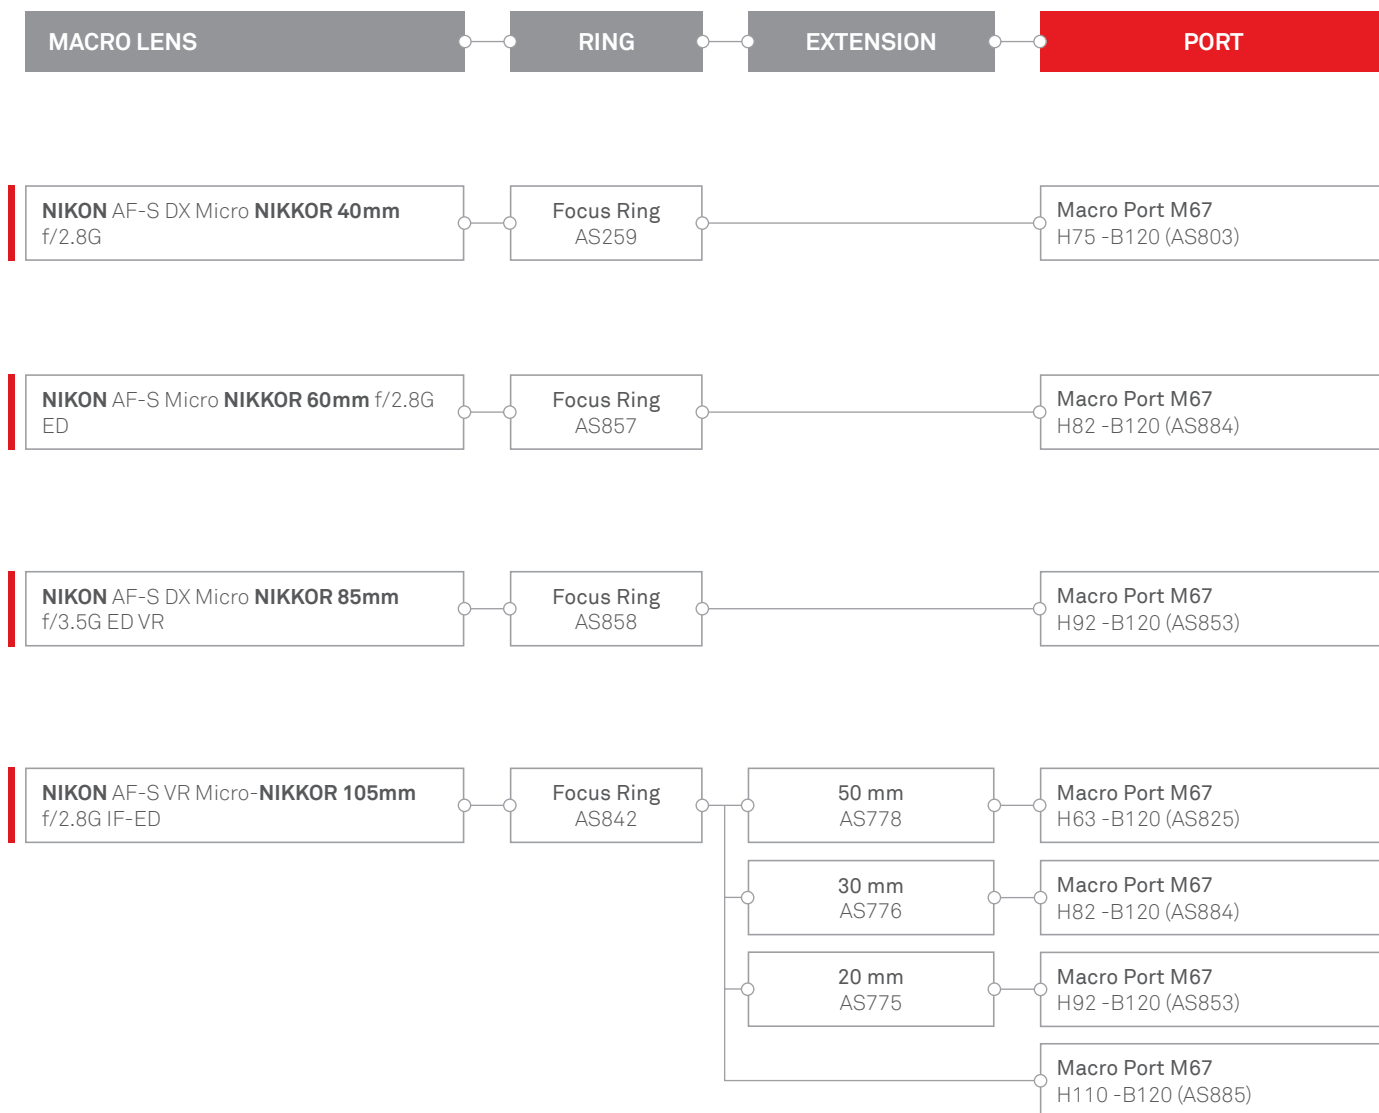 MACRO LENS RING EXTENSION PORT
NIKON AF-S DX Micro NIKKOR 40mm
f/2.8G
Focus Ring
AS259
Macro Port M67
H75 -B120 (AS803)
NIKON AF-S Micro NIKKOR 60mm f/2.8G
ED
Focus Ring
AS857
Macro Port M67
H82 -B120 (AS884)
NIKON AF-S DX Micro NIKKOR 85mm
f/3.5G ED VR
Focus Ring
AS858
Macro Port M67
H92 -B120 (AS853)
NIKON AF-S VR Micro-NIKKOR 105mm
f/2.8G IF-ED
Focus Ring
AS842
50 mm
AS778
Macro Port M67
H63 -B120 (AS825)
30 mm
AS776
Macro Port M67
H82 -B120 (AS884)
20 mm
AS775
Macro Port M67
H92 -B120 (AS853)
Macro Port M67
H110 -B120 (AS885)